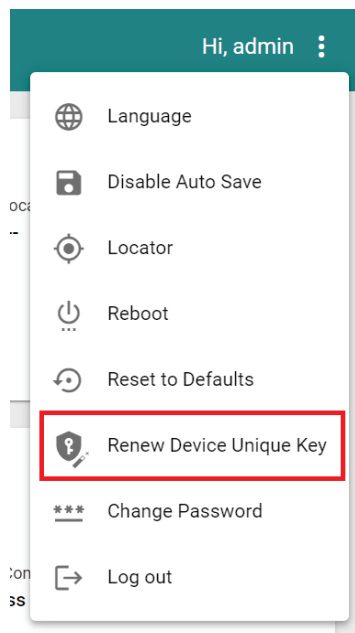 Hi, admin
Language
Disable Auto Save
Locator
Reboot
Reset to Defaults
Renew Device Unique Key
Change Password
Log out